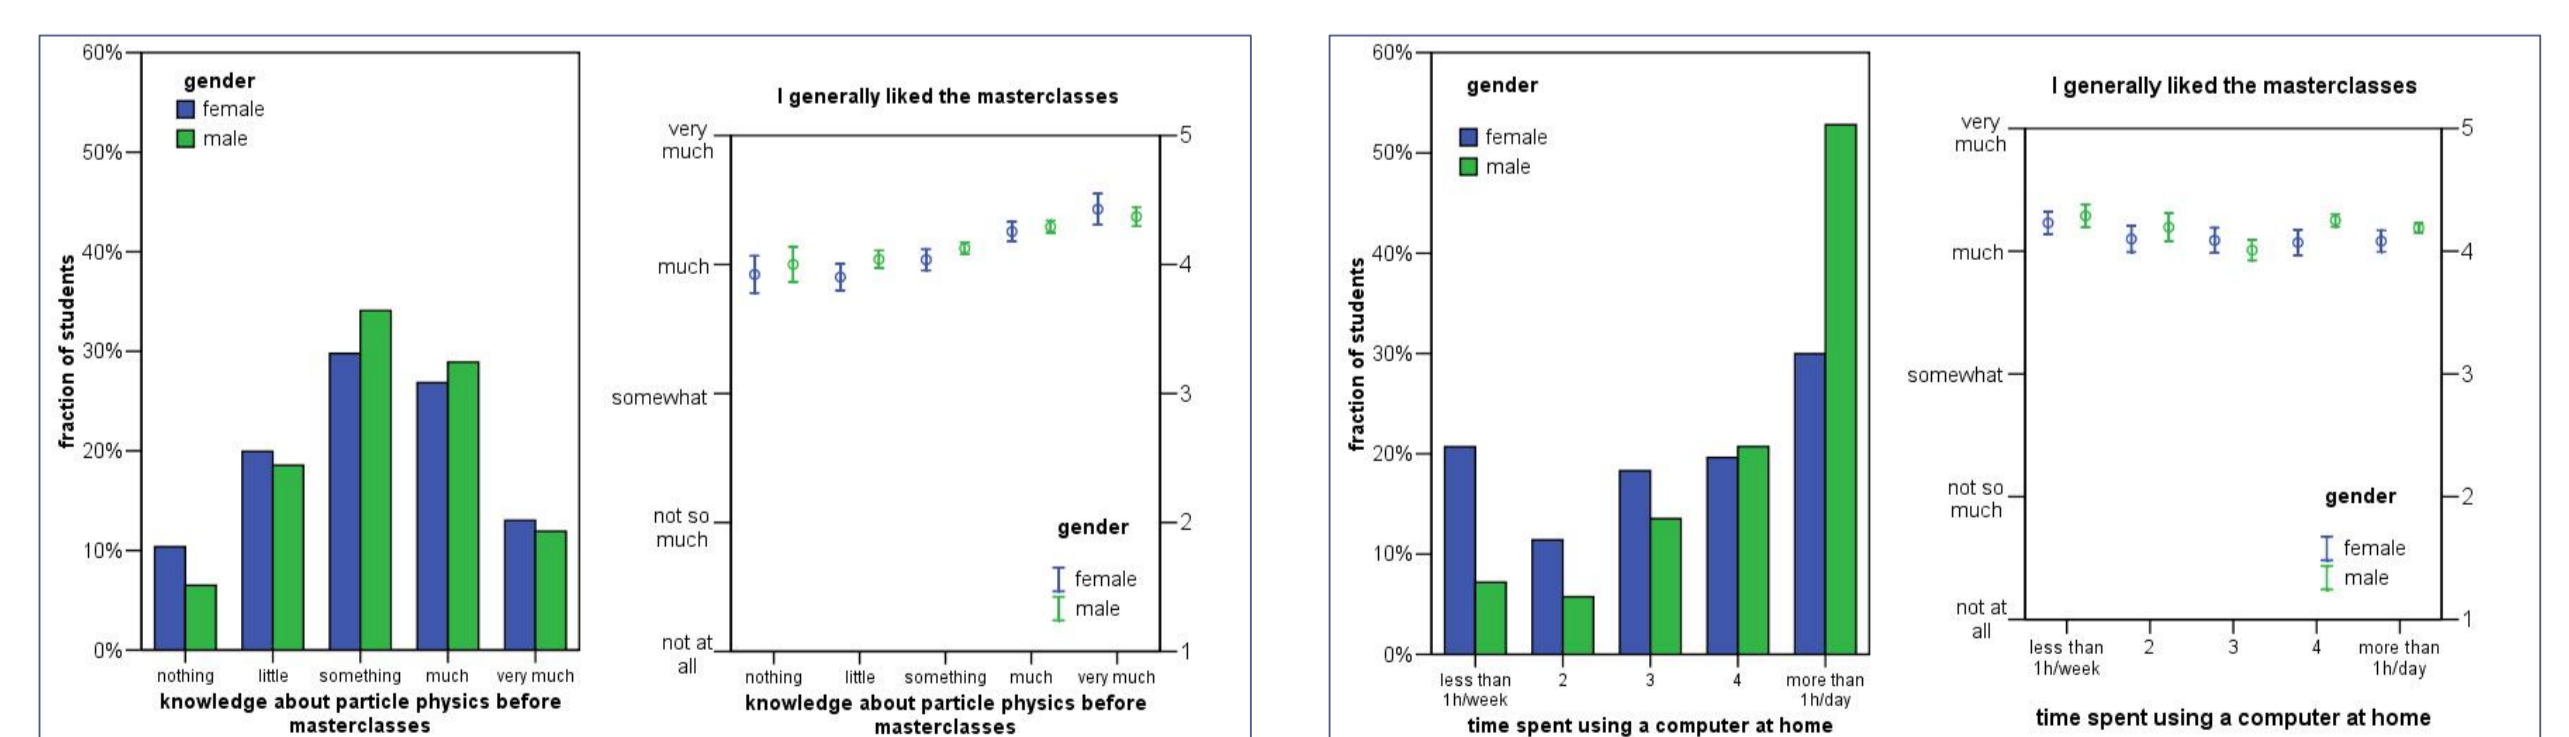 60%
50%
40%
30%
20%
10%
0%
fraction of students
gender
female
male
nothing little something much very much
knowledge about particle physics before
masterclasses
I generally liked the masterclasses
very
much
much
somewhat
not so
much
not at
all
5
4
3
2
1
gender
female
male
nothing little something much very much
knowledge about particle physics before
masterclasses
60%
50%
40%
30%
20%
10%
0%
fraction of students
gender
female
male
less than 2 3 4 more than
1h/week 1h/day
time spent using a computer at home
I generally liked the masterclasses
very
much
much
somewhat
not so
much
not at
all
5
4
3
2
1
gender
female
male
less than 2 3 4 more than
1h/week 1h/day
time spent using a computer at home